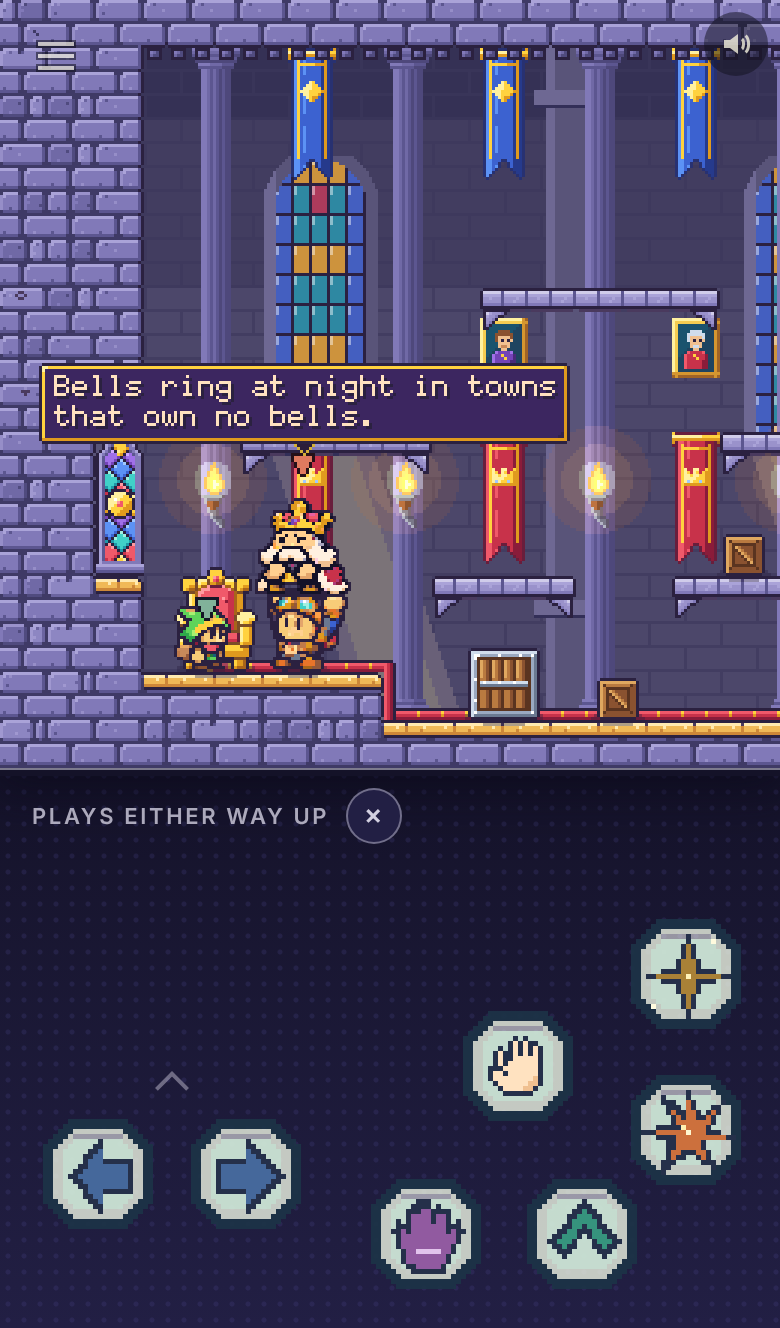 Bells ring at night in towns
that own no bells.
PLAYS EITHER WAY UP